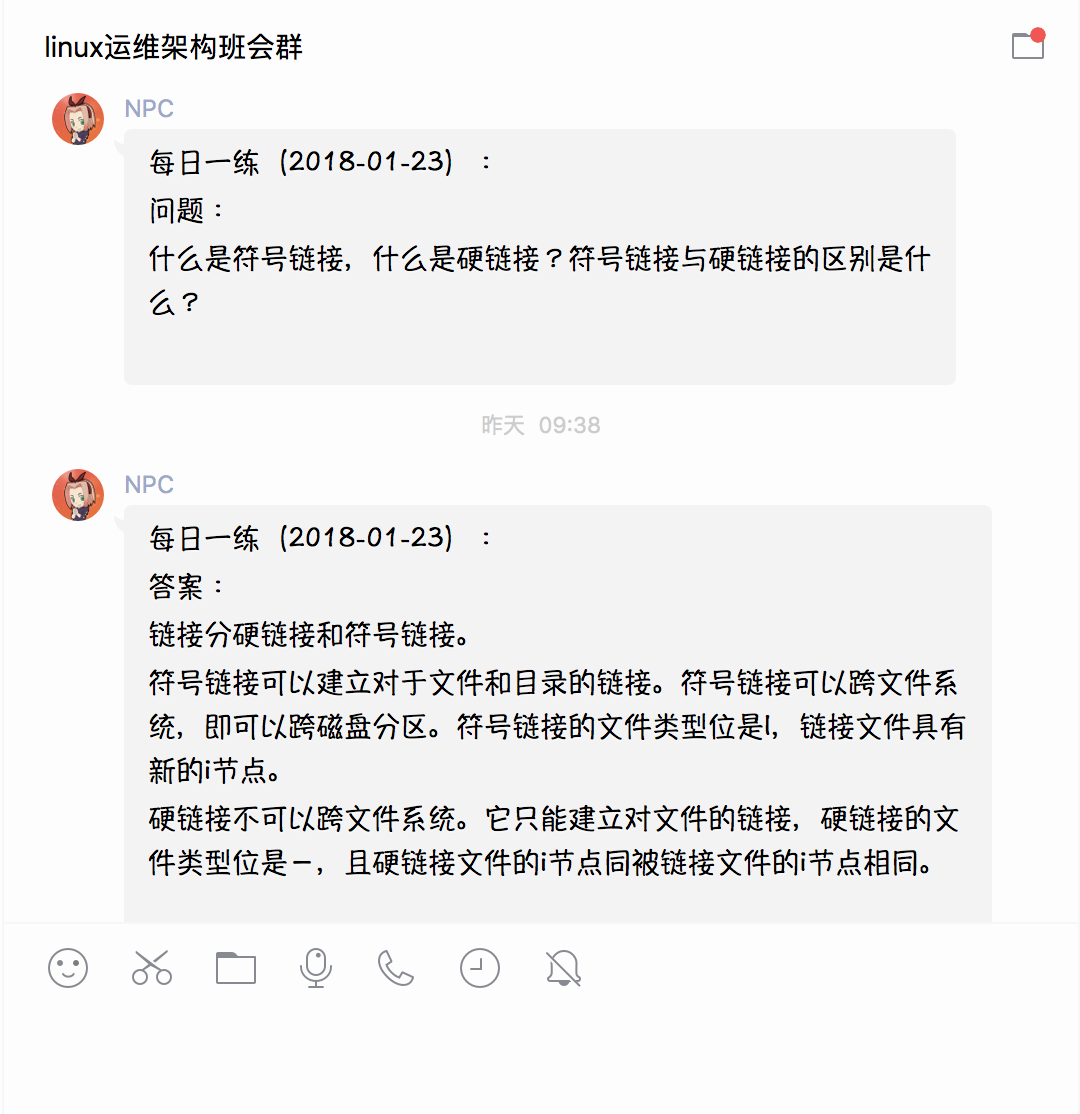 linux运维架构班会群
NPC
每日一练（2018-01-23）：
问题：
什么是符号链接，什么是硬链接？符号链接与硬链接的区别是什
么？
昨天 09:38
NPC
每日一练（2018-01-23）：
答案：
链接分硬链接和符号链接。
符号链接可以建立对于文件和目录的链接。符号链接可以跨文件系
统，即可以跨磁盘分区。符号链接的文件类型位是l，链接文件具有
新的i节点。
硬链接不可以跨文件系统。它只能建立对文件的链接，硬链接的文
件类型位是－，且硬链接文件的i节点同被链接文件的i节点相同。